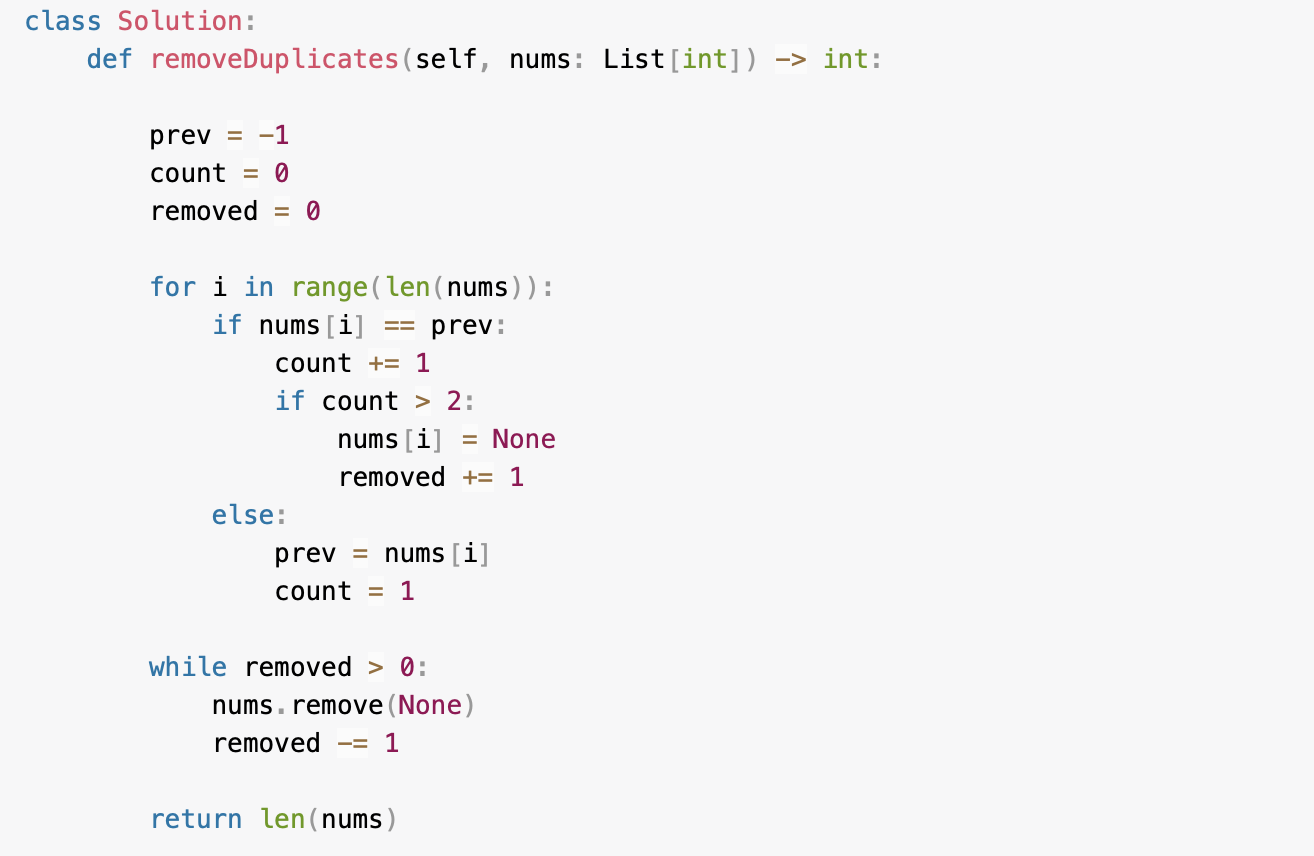 class Solution:
    def removeDuplicates(self, nums: List[int]) -> int:
        prev = -1
        count = 0
        removed = 0
        for i in range(len(nums)):
            if nums[i] == prev:
                count += 1
                if count > 2:
                    nums[i] = None
                    removed += 1
            else:
                prev = nums[i]
                count = 1
        while removed > 0:
            nums.remove(None)
            removed -= 1
        return len(nums)